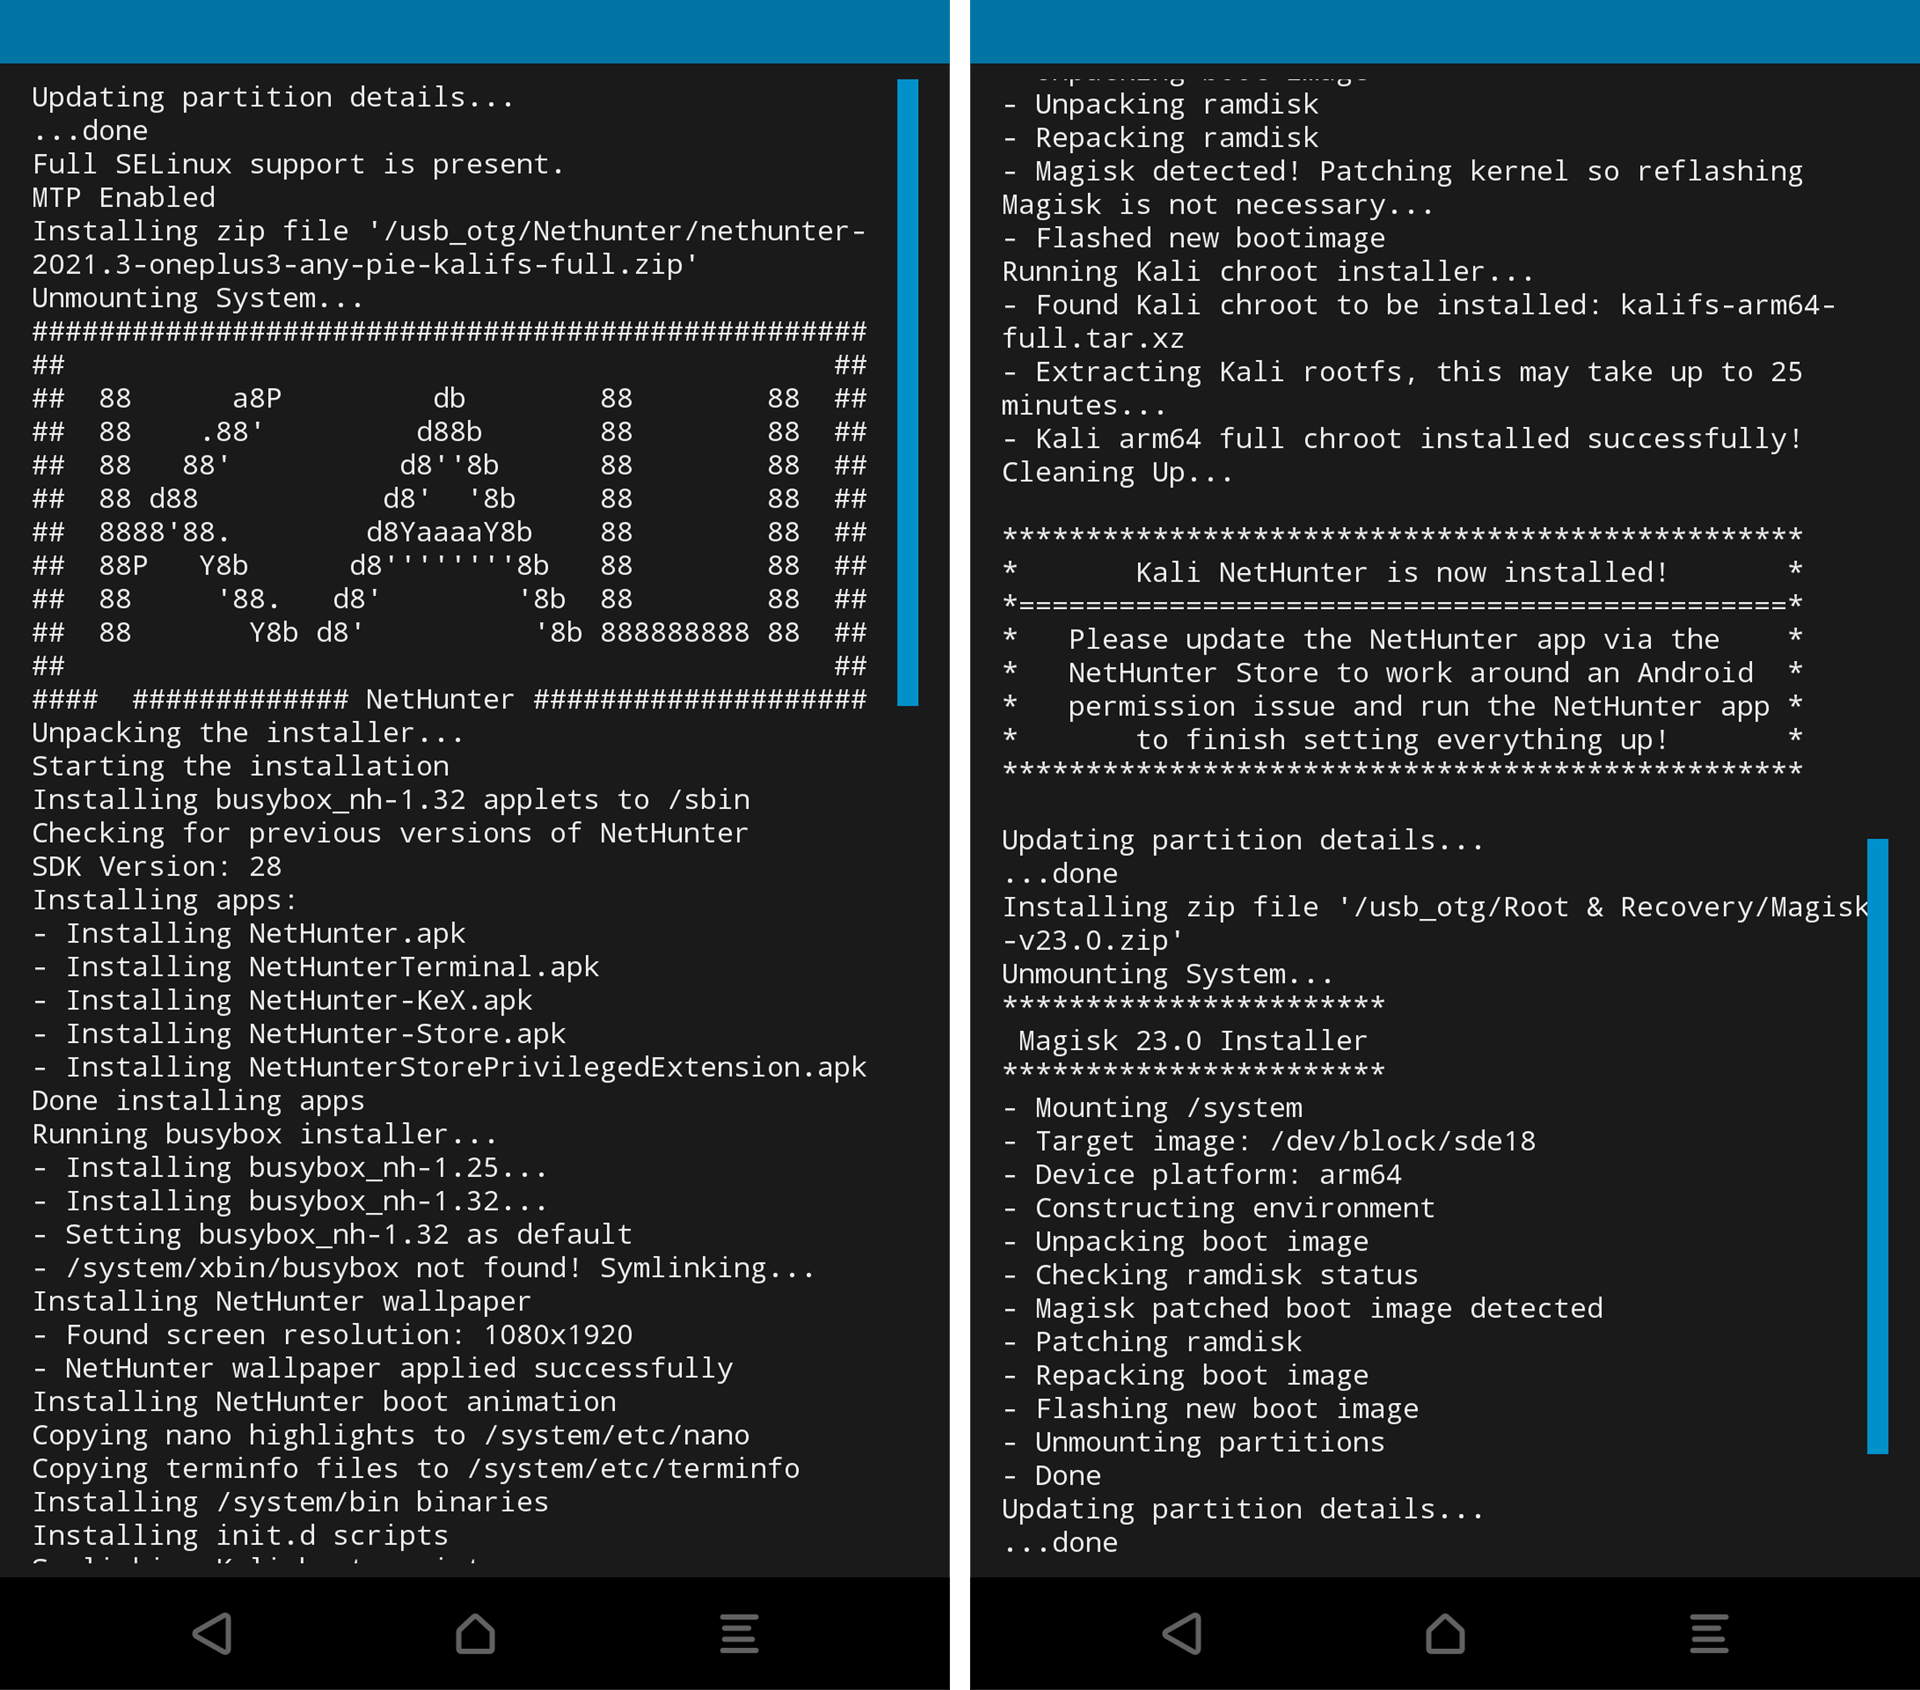 Updating partition details...
...done
Full SELinux support is present.
MTP Enabled
Installing zip file '/usb_otg/Nethunter/nethunter-
2021.3-oneplus3-any-pie-kalifs-full.zip'
Unmounting System...
##################################################
##                                              ##
##  88      a8P         db        88        88  ##
##  88    .88'         d88b       88        88  ##
##  88   88'          d8''8b      88        88  ##
##  88 d88           d8'  '8b     88        88  ##
##  8888'88.        d8YaaaaY8b    88        88  ##
##  88P   Y8b      d8''''''''8b   88        88  ##
##  88     '88.   d8'        '8b  88        88  ##
##  88       Y8b d8'          '8b 888888888 88  ##
##                                              ##
####  ############# NetHunter ####################
Unpacking the installer...
Starting the installation
Installing busybox_nh-1.32 applets to /sbin
Checking for previous versions of NetHunter
SDK Version: 28
Installing apps:
- Installing NetHunter.apk
- Installing NetHunterTerminal.apk
- Installing NetHunter-KeX.apk
- Installing NetHunter-Store.apk
- Installing NetHunterStorePrivilegedExtension.apk
Done installing apps
Running busybox installer...
- Installing busybox_nh-1.25...
- Installing busybox_nh-1.32...
- Setting busybox_nh-1.32 as default
- /system/xbin/busybox not found! Symlinking...
Installing NetHunter wallpaper
- Found screen resolution: 1080x1920
- NetHunter wallpaper applied successfully
Installing NetHunter boot animation
Copying nano highlights to /system/etc/nano
Copying terminfo files to /system/etc/terminfo
Installing /system/bin binaries
Installing init.d scripts
- Unpacking boot image
- Unpacking ramdisk
- Repacking ramdisk
- Magisk detected! Patching kernel so reflashing
Magisk is not necessary...
- Flashed new bootimage
Running Kali chroot installer...
- Found Kali chroot to be installed: kalifs-arm64-
full.tar.xz
- Extracting Kali rootfs, this may take up to 25
minutes...
- Kali arm64 full chroot installed successfully!
Cleaning Up...
************************************************
*       Kali NetHunter is now installed!       *
*==============================================*
*   Please update the NetHunter app via the    *
*   NetHunter Store to work around an Android  *
*   permission issue and run the NetHunter app *
*       to finish setting everything up!       *
************************************************
Updating partition details...
...done
Installing zip file '/usb_otg/Root & Recovery/Magisk
-v23.0.zip'
Unmounting System...
***********************
Magisk 23.0 Installer
***********************
- Mounting /system
- Target image: /dev/block/sde18
- Device platform: arm64
- Constructing environment
- Unpacking boot image
- Checking ramdisk status
- Magisk patched boot image detected
- Patching ramdisk
- Repacking boot image
- Flashing new boot image
- Unmounting partitions
- Done
Updating partition details...
...done